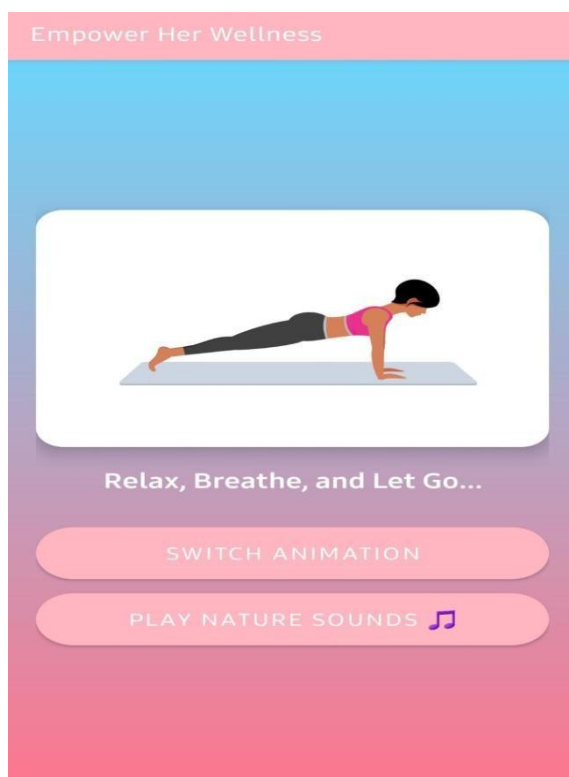 Empower Her Wellness
Relax, Breathe, and Let Go...
SWITCH ANIMATION
PLAY NATURE SOUNDS 🎵